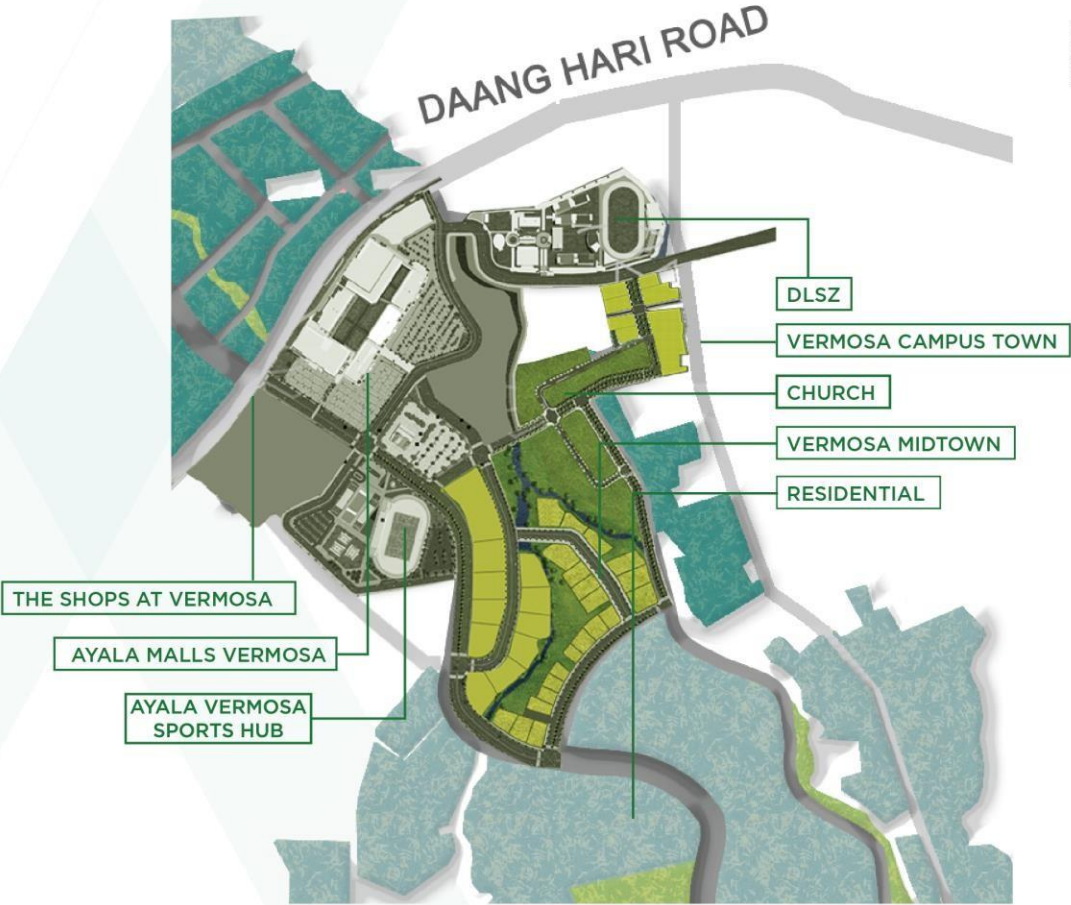 DAANG HARI ROAD
DLSZ
VERMOSA CAMPUS TOWN
CHURCH
VERMOSA MIDTOWN
RESIDENTIAL
THE SHOPS AT VERMOSA
AYALA MALLS VERMOSA
AYALA VERMOSA
SPORTS HUB